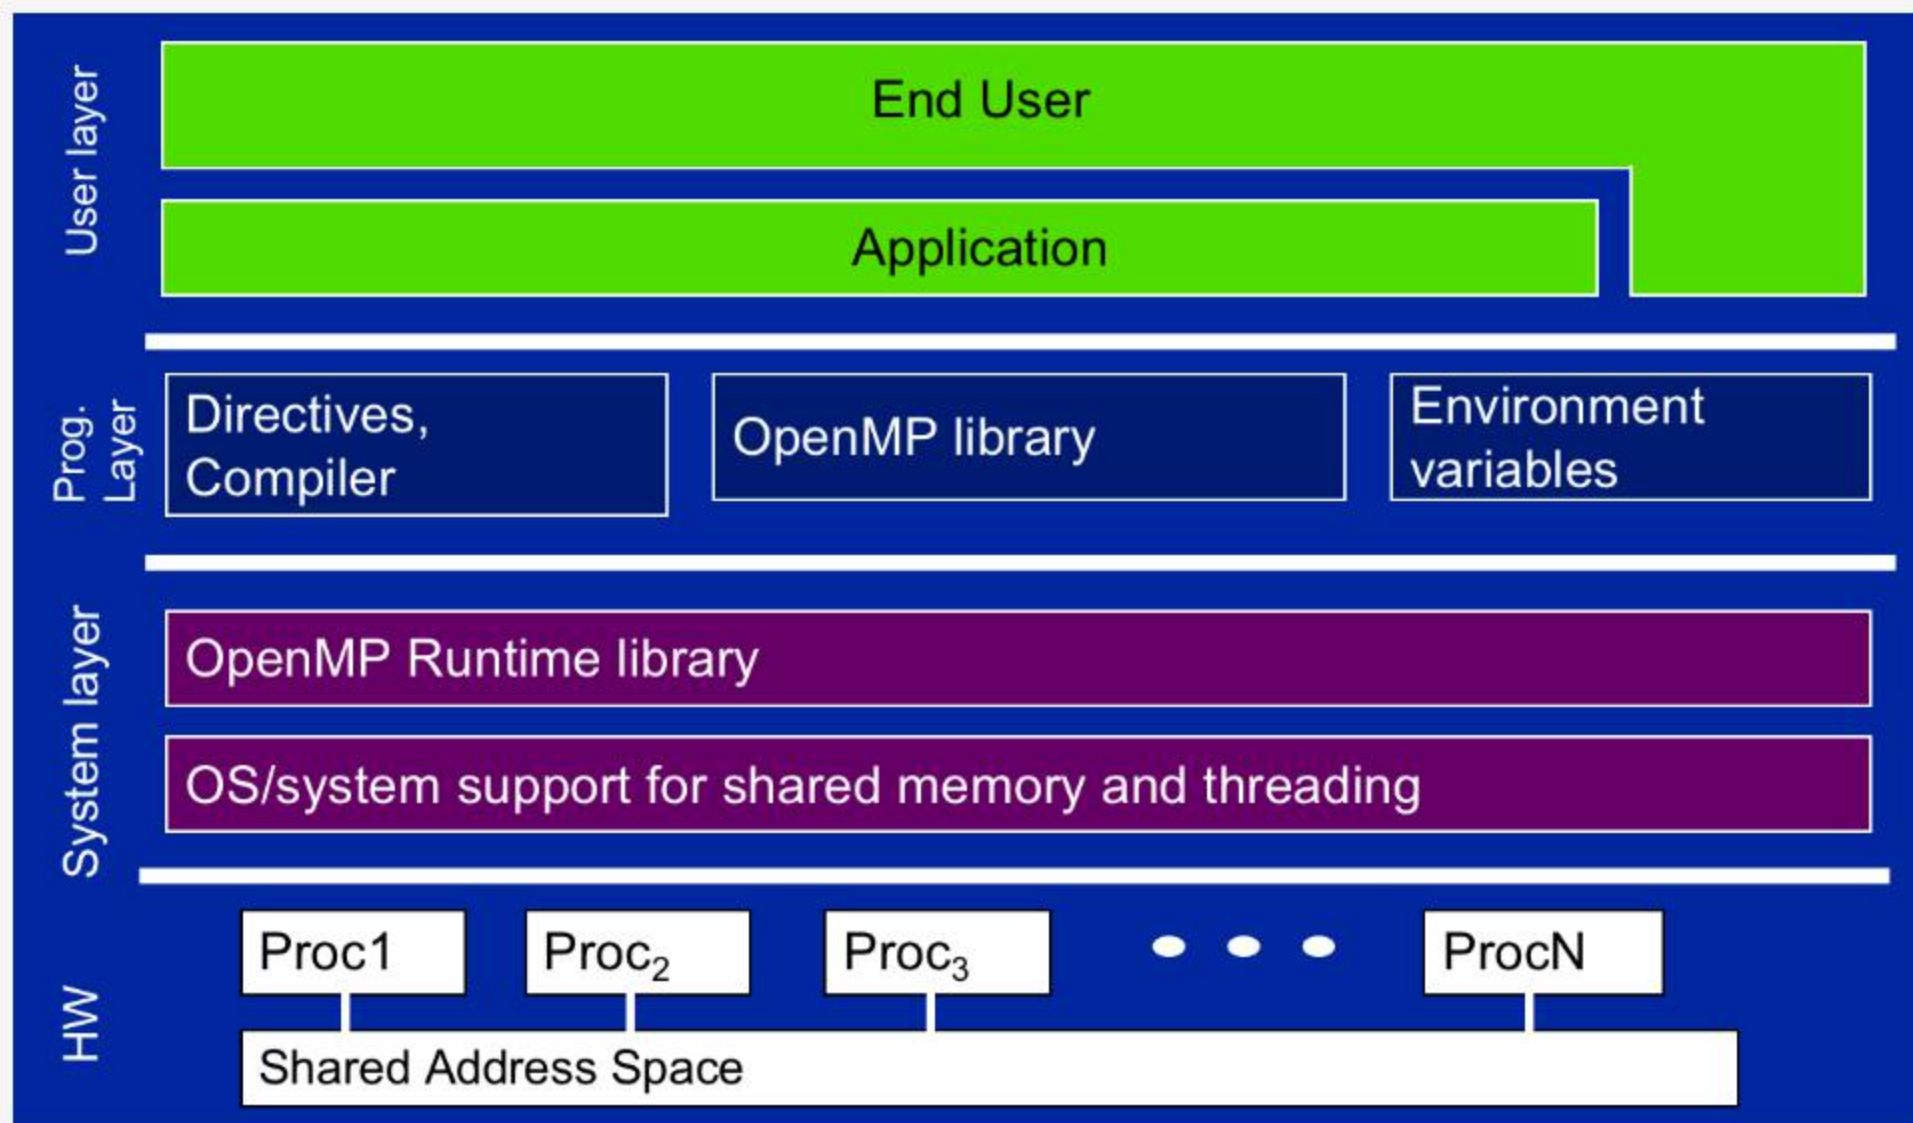 User layer
End User
Application
Prog.
Layer
Directives,
Compiler
OpenMP library
Environment
variables
System layer
OpenMP Runtime library
OS/system support for shared memory and threading
HW
Proc1
Proc₂
Proc₃
ProcN
Shared Address Space